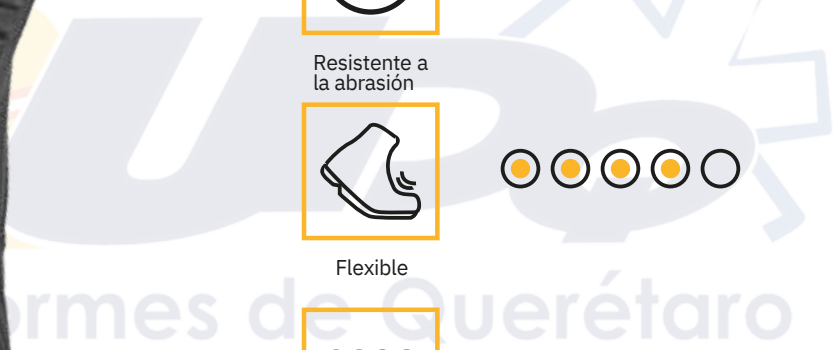 Resistente a
la abrasión
Flexible
ormes de Querétaro